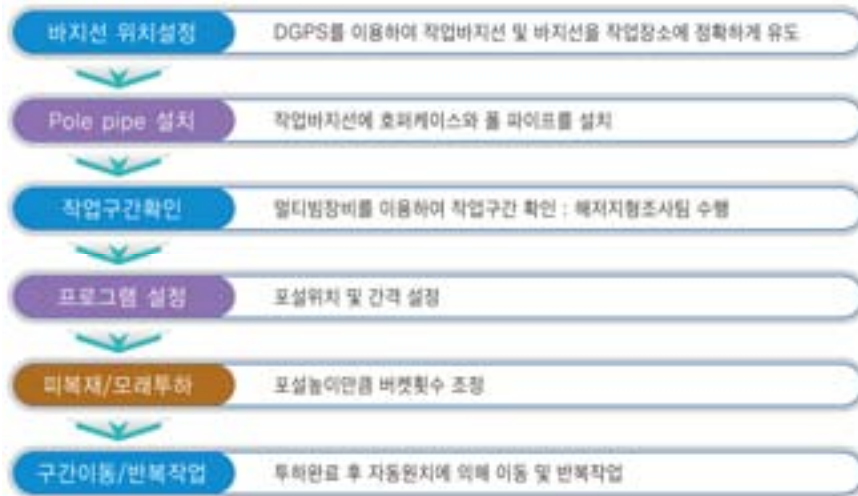 바지선 위치설정
DGPS를 이용하여 작업바지선 및 바지선을 작업장소에 정확하게 유도
Pole pipe 설치
작업바지선에 호퍼케이스와 폴 파이프를 설치
작업구간확인
멀티빔장비를 이용하여 작업구간 확인 : 해저지형조사팀 수행
프로그램 설정
포설위치 및 간격 설정
피복재/모래투하
포설높이만큼 버켓횟수 조정
구간이동/반복작업
투하완료 후 자동윈치에 의해 이동 및 반복작업